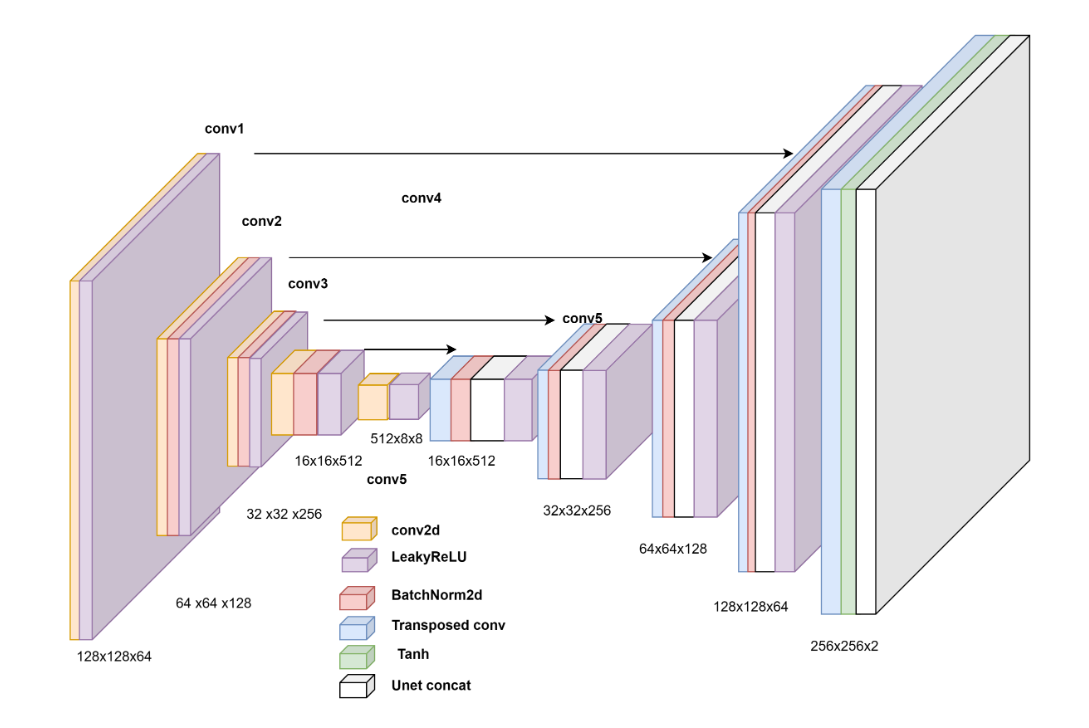 conv1
conv4
conv2
conv3
conv5
512x8x8
16x16x512
16x16x512
conv5
32 x32 x256
32x32x256
64x64x128
64 x64 x128
128x128x64
128x128x64
256x256x2
conv2d
LeakyReLU
BatchNorm2d
Transposed conv
Tanh
Unet concat